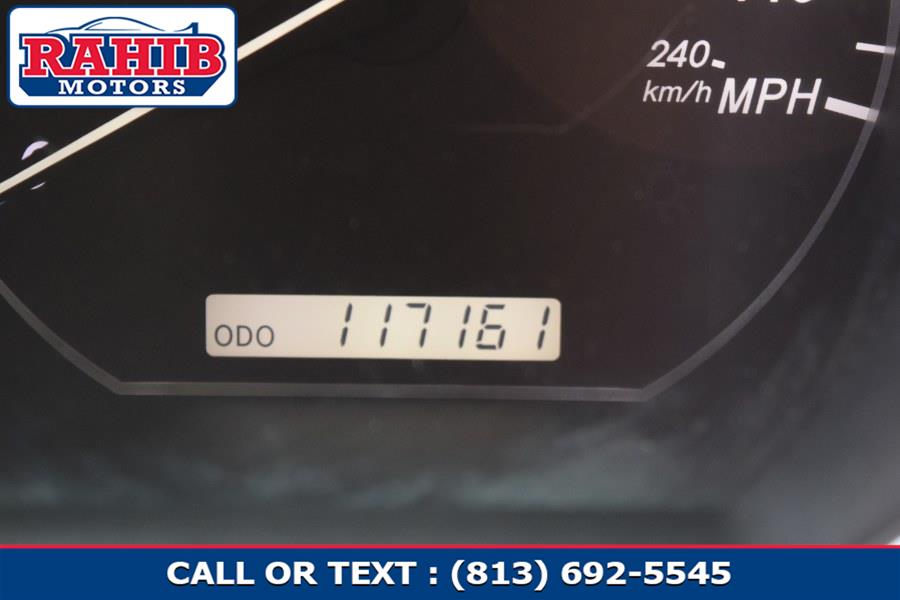 RAHIB
MOTORS
240
km/h MPH
ODO 117161
CALL OR TEXT : (813) 692-5545